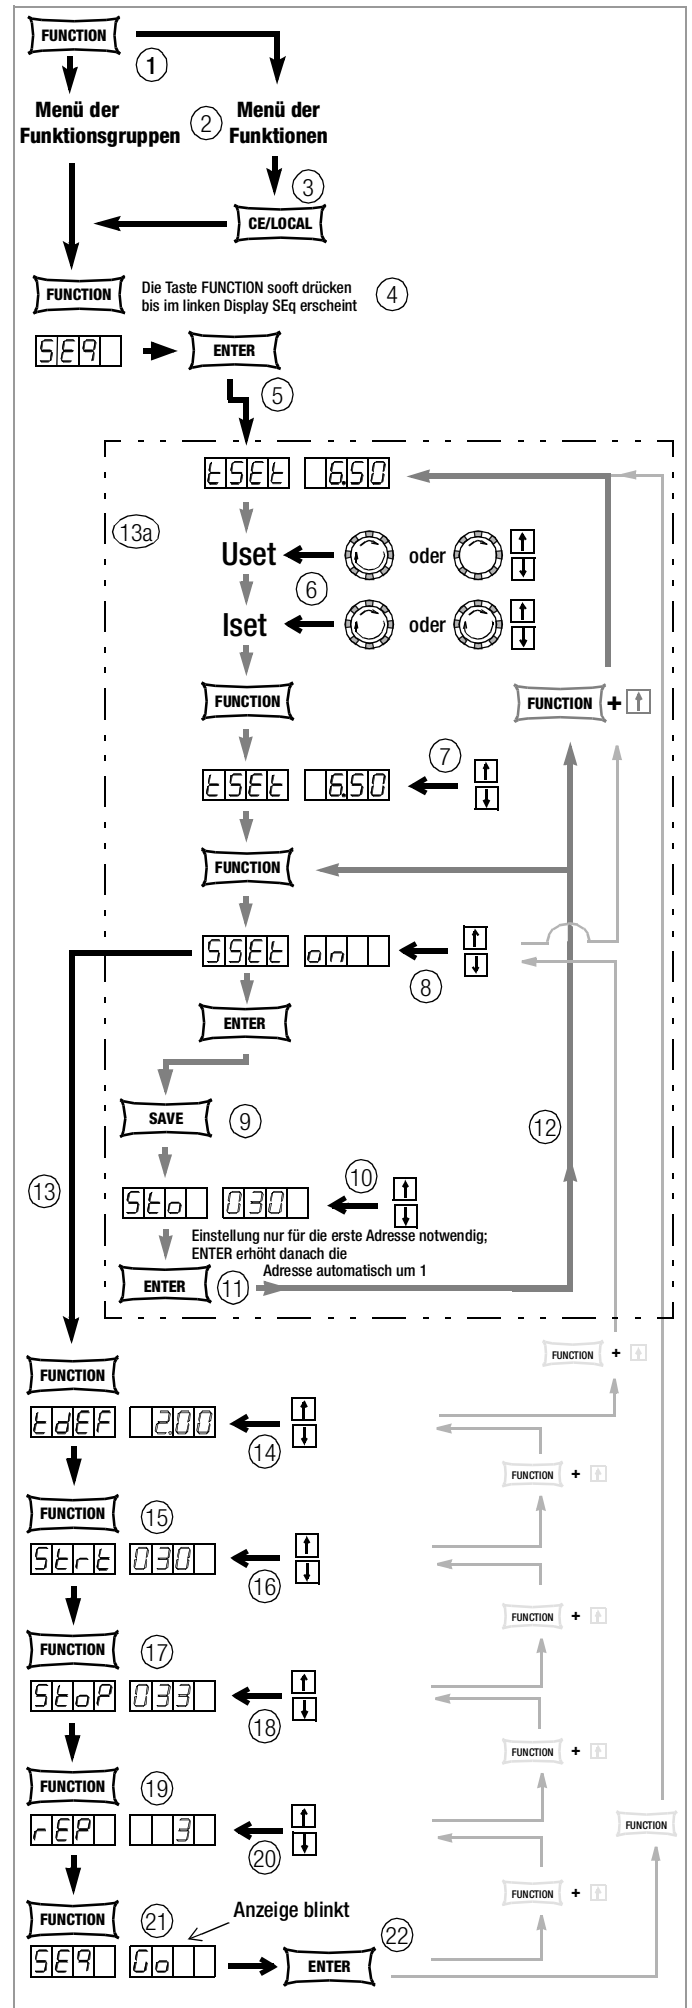 FUNCTION
1
Menü der Funktionsgruppen
2
Menü der Funktionen
3
CE/LOCAL
FUNCTION
Die Taste FUNCTION sooft drücken
bis im linken Display SEq erscheint
4
SEq
ENTER
5
tSEt 6.50
13a
Uset
oder
6
Iset
oder
FUNCTION
FUNCTION +
7
tSEt 6.50
FUNCTION
SSEt on
8
ENTER
SAVE
9
12
13
10
Sto 030
Einstellung nur für die erste Adresse notwendig;
ENTER erhöht danach die
Adresse automatisch um 1
ENTER
11
FUNCTION +
FUNCTION
tdEF 2.00
14
FUNCTION +
FUNCTION
15
Strt 030
16
FUNCTION +
FUNCTION
17
StoP 033
18
FUNCTION +
FUNCTION
19
rEP 3
20
FUNCTION
FUNCTION +
FUNCTION
21
Anzeige blinkt
22
SEq Go
ENTER